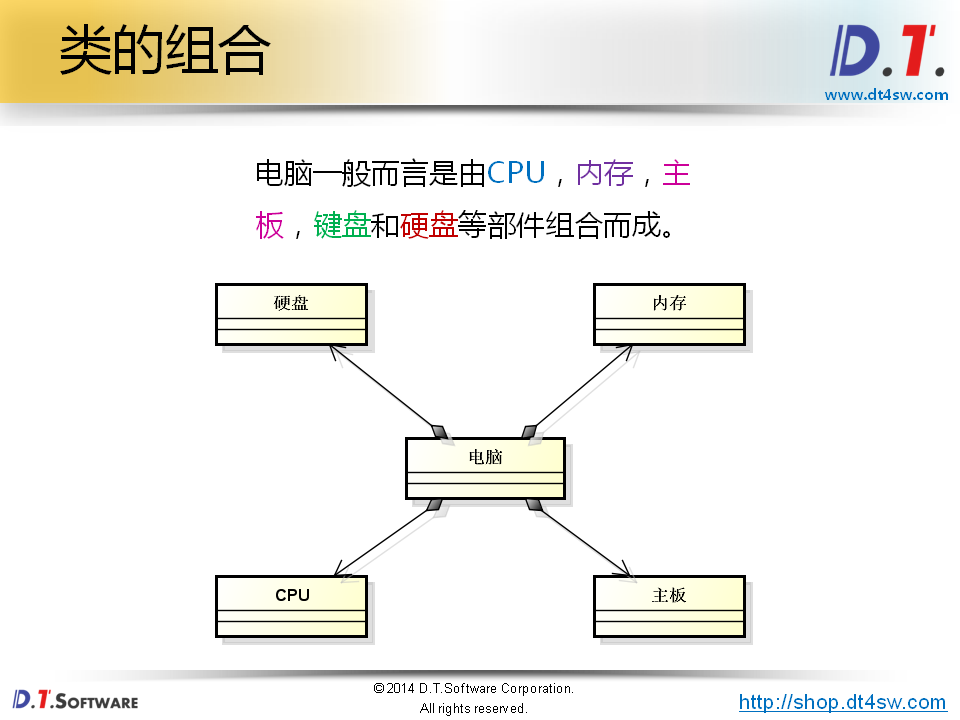 类的组合
D.T.
www.dt4sw.com
电脑一般而言是由CPU，内存，主
板，键盘和硬盘等部件组合而成。
硬盘
内存
电脑
CPU
主板
D.T.SOFTWARE
©2014 D.T.Software Corporation.
All rights reserved.
http://shop.dt4sw.com